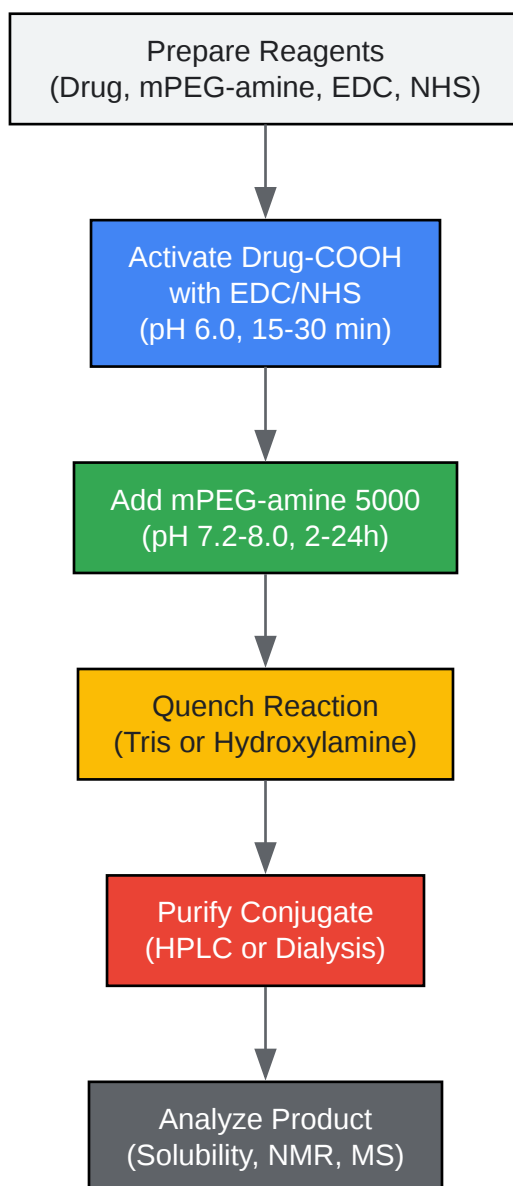 Prepare Reagents
(Drug, mPEG-amine, EDC, NHS)
Activate Drug-COOH
with EDC/NHS
(pH 6.0, 15-30 min)
Add mPEG-amine 5000
(pH 7.2-8.0, 2-24h)
Quench Reaction
(Tris or Hydroxylamine)
Purify Conjugate
(HPLC or Dialysis)
Analyze Product
(Solubility, NMR, MS)